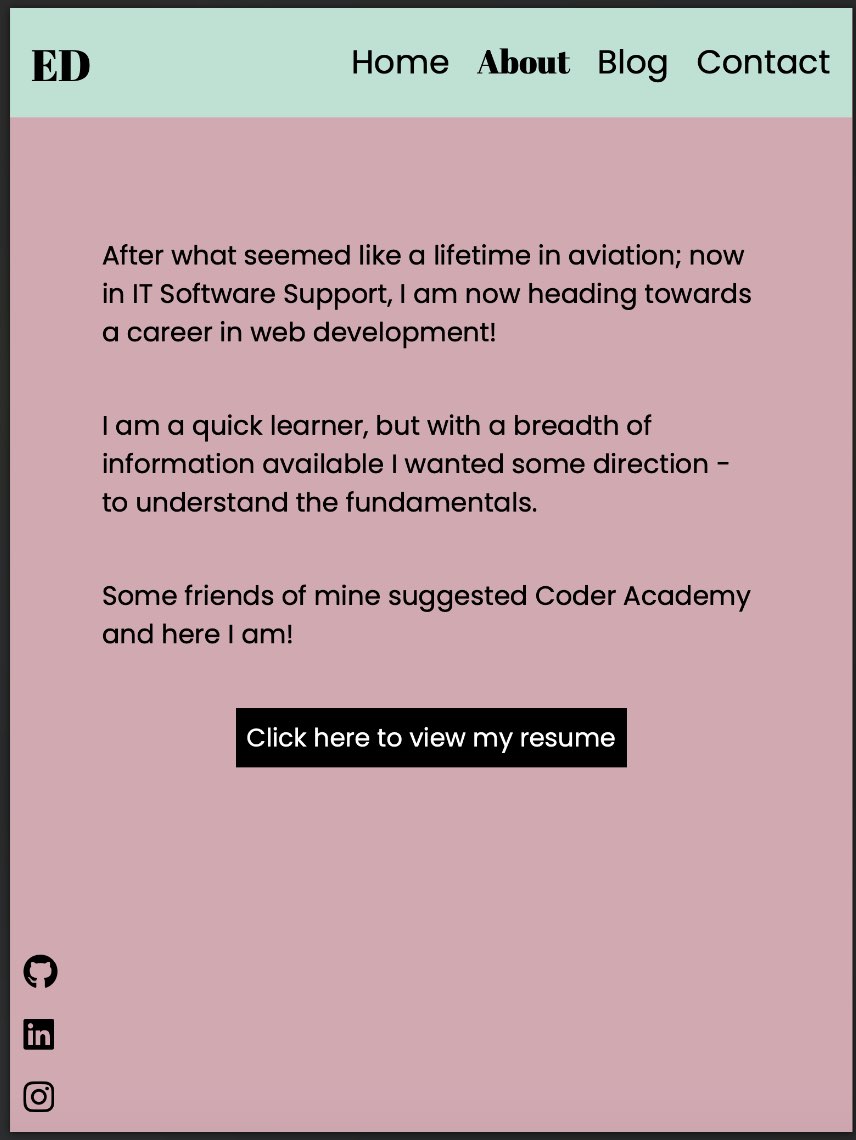 ED
Home About Blog Contact
After what seemed like a lifetime in aviation; now
in IT Software Support, I am now heading towards
a career in web development!
I am a quick learner, but with a breadth of
information available I wanted some direction -
to understand the fundamentals.
Some friends of mine suggested Coder Academy
and here I am!
Click here to view my resume
in